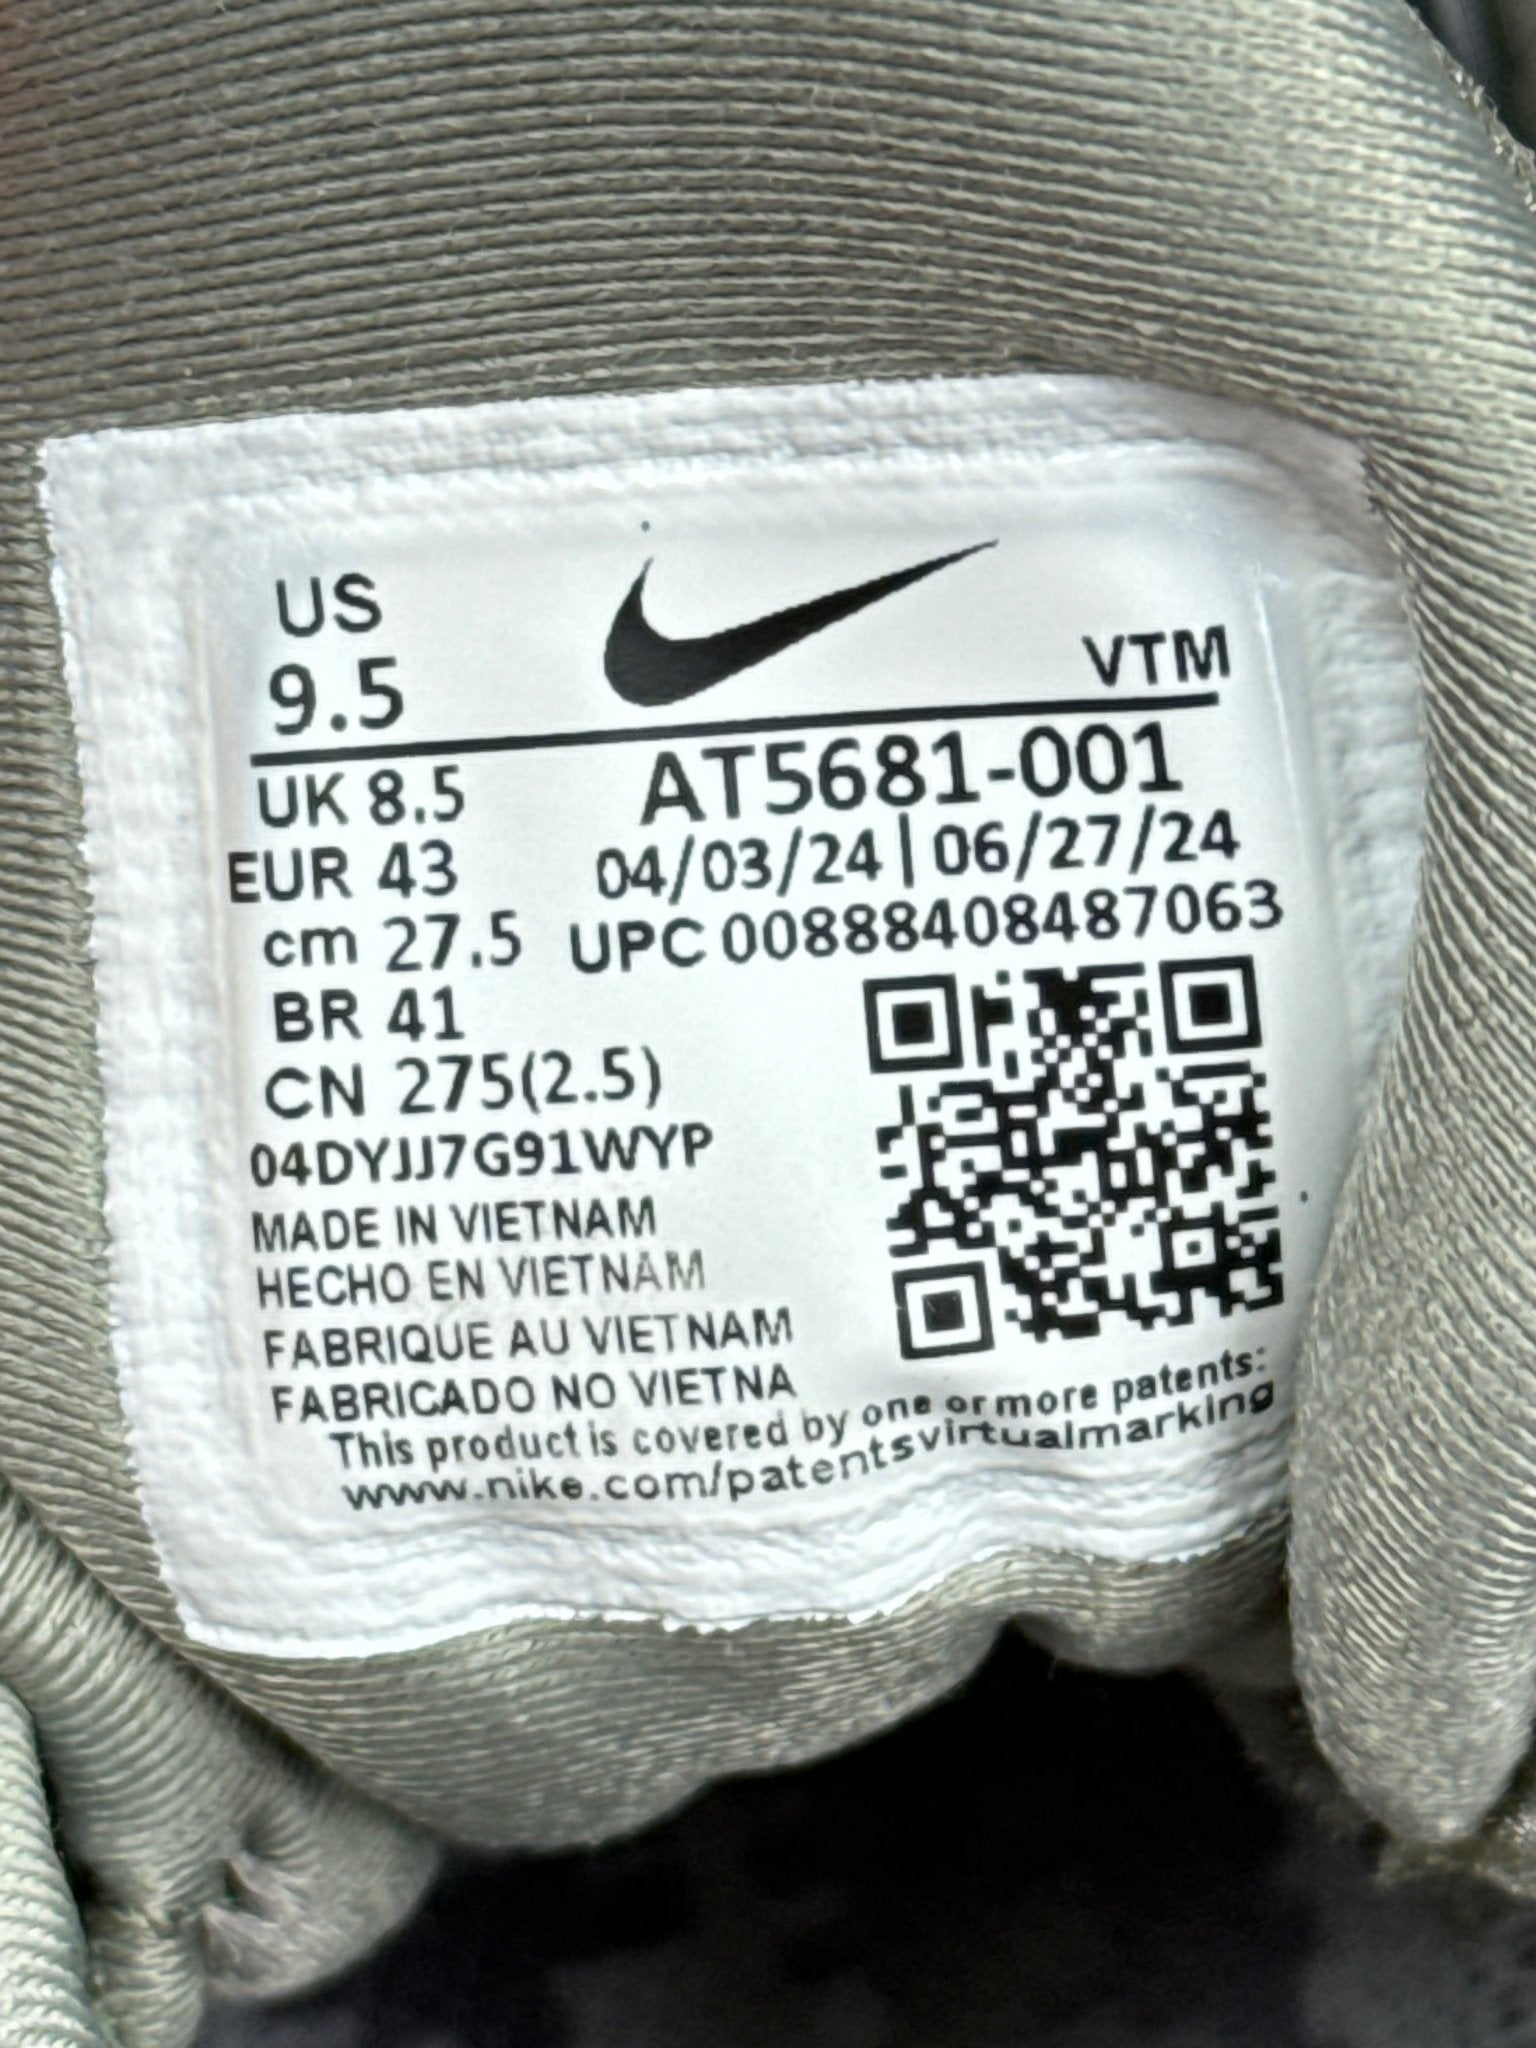 US
9.5
VTM
UK 8.5
AT5681-001
EUR 43
04/03/24 | 06/27/24
cm 27.5
UPC 00888408487063
BR 41
CN 275(2.5)
04DYJJ7G91WYP
MADE IN VIETNAM
HECHO EN VIETNAM
FABRIQUE AU VIETNAM
FABRICADO NO VIETNA
This product is covered by one or more patents:
www.nike.com/patentsvirtualmarking